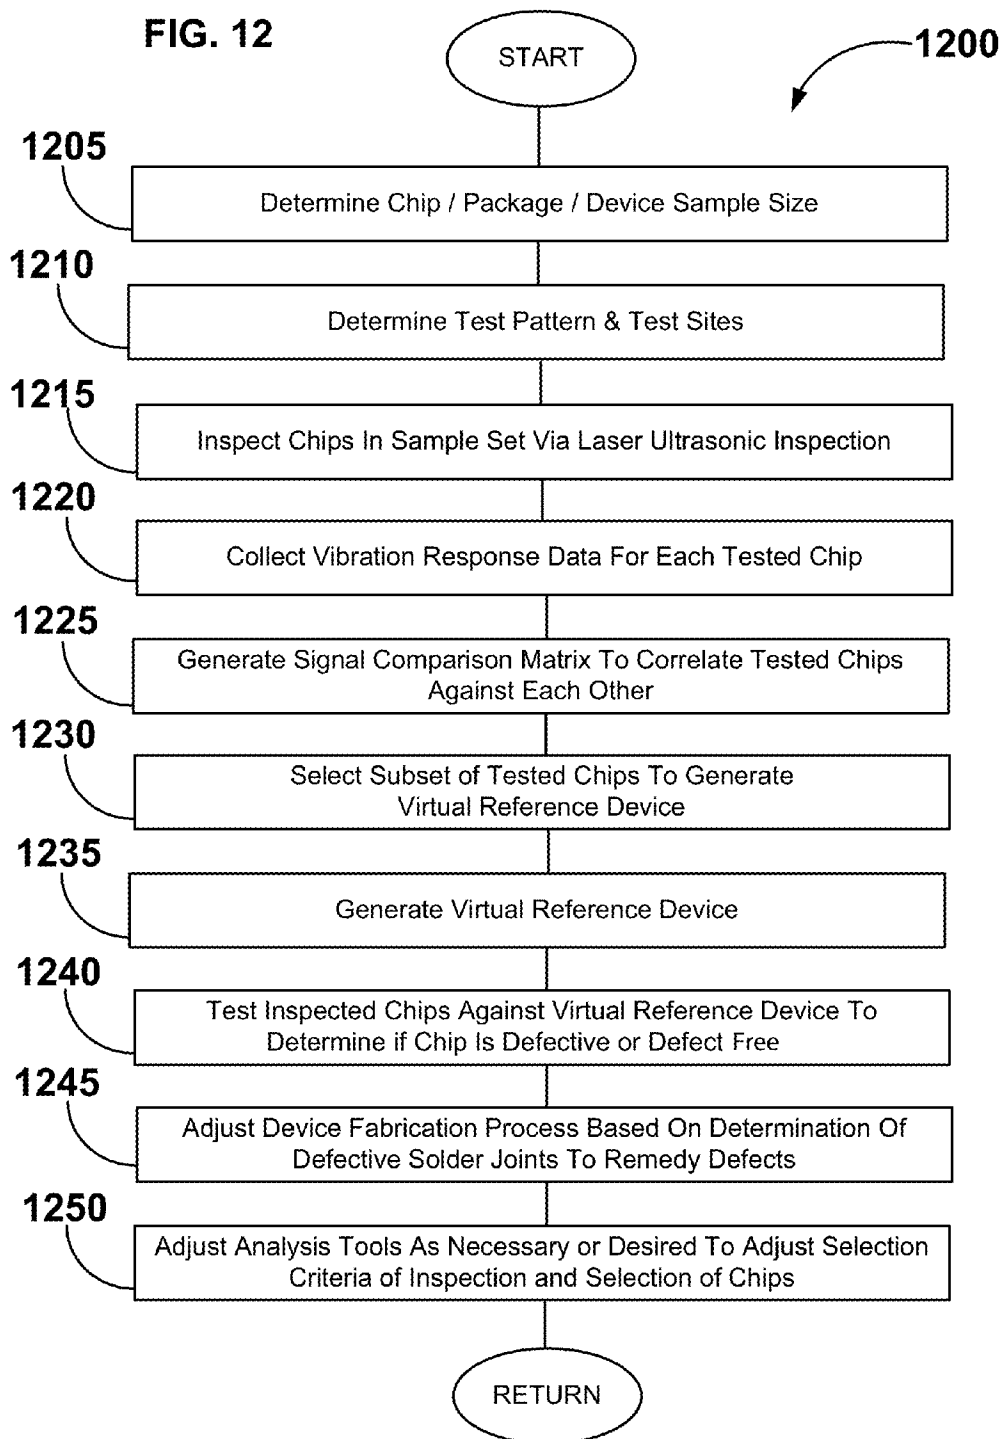 FIG. 12
START
1200
1205
Determine Chip / Package / Device Sample Size
1210
Determine Test Pattern & Test Sites
1215
Inspect Chips In Sample Set Via Laser Ultrasonic Inspection
1220
Collect Vibration Response Data For Each Tested Chip
1225
Generate Signal Comparison Matrix To Correlate Tested Chips
Against Each Other
1230
Select Subset of Tested Chips To Generate
Virtual Reference Device
1235
Generate Virtual Reference Device
1240
Test Inspected Chips Against Virtual Reference Device To
Determine if Chip Is Defective or Defect Free
1245
Adjust Device Fabrication Process Based On Determination Of
Defective Solder Joints To Remedy Defects
1250
Adjust Analysis Tools As Necessary or Desired To Adjust Selection
Criteria of Inspection and Selection of Chips
RETURN